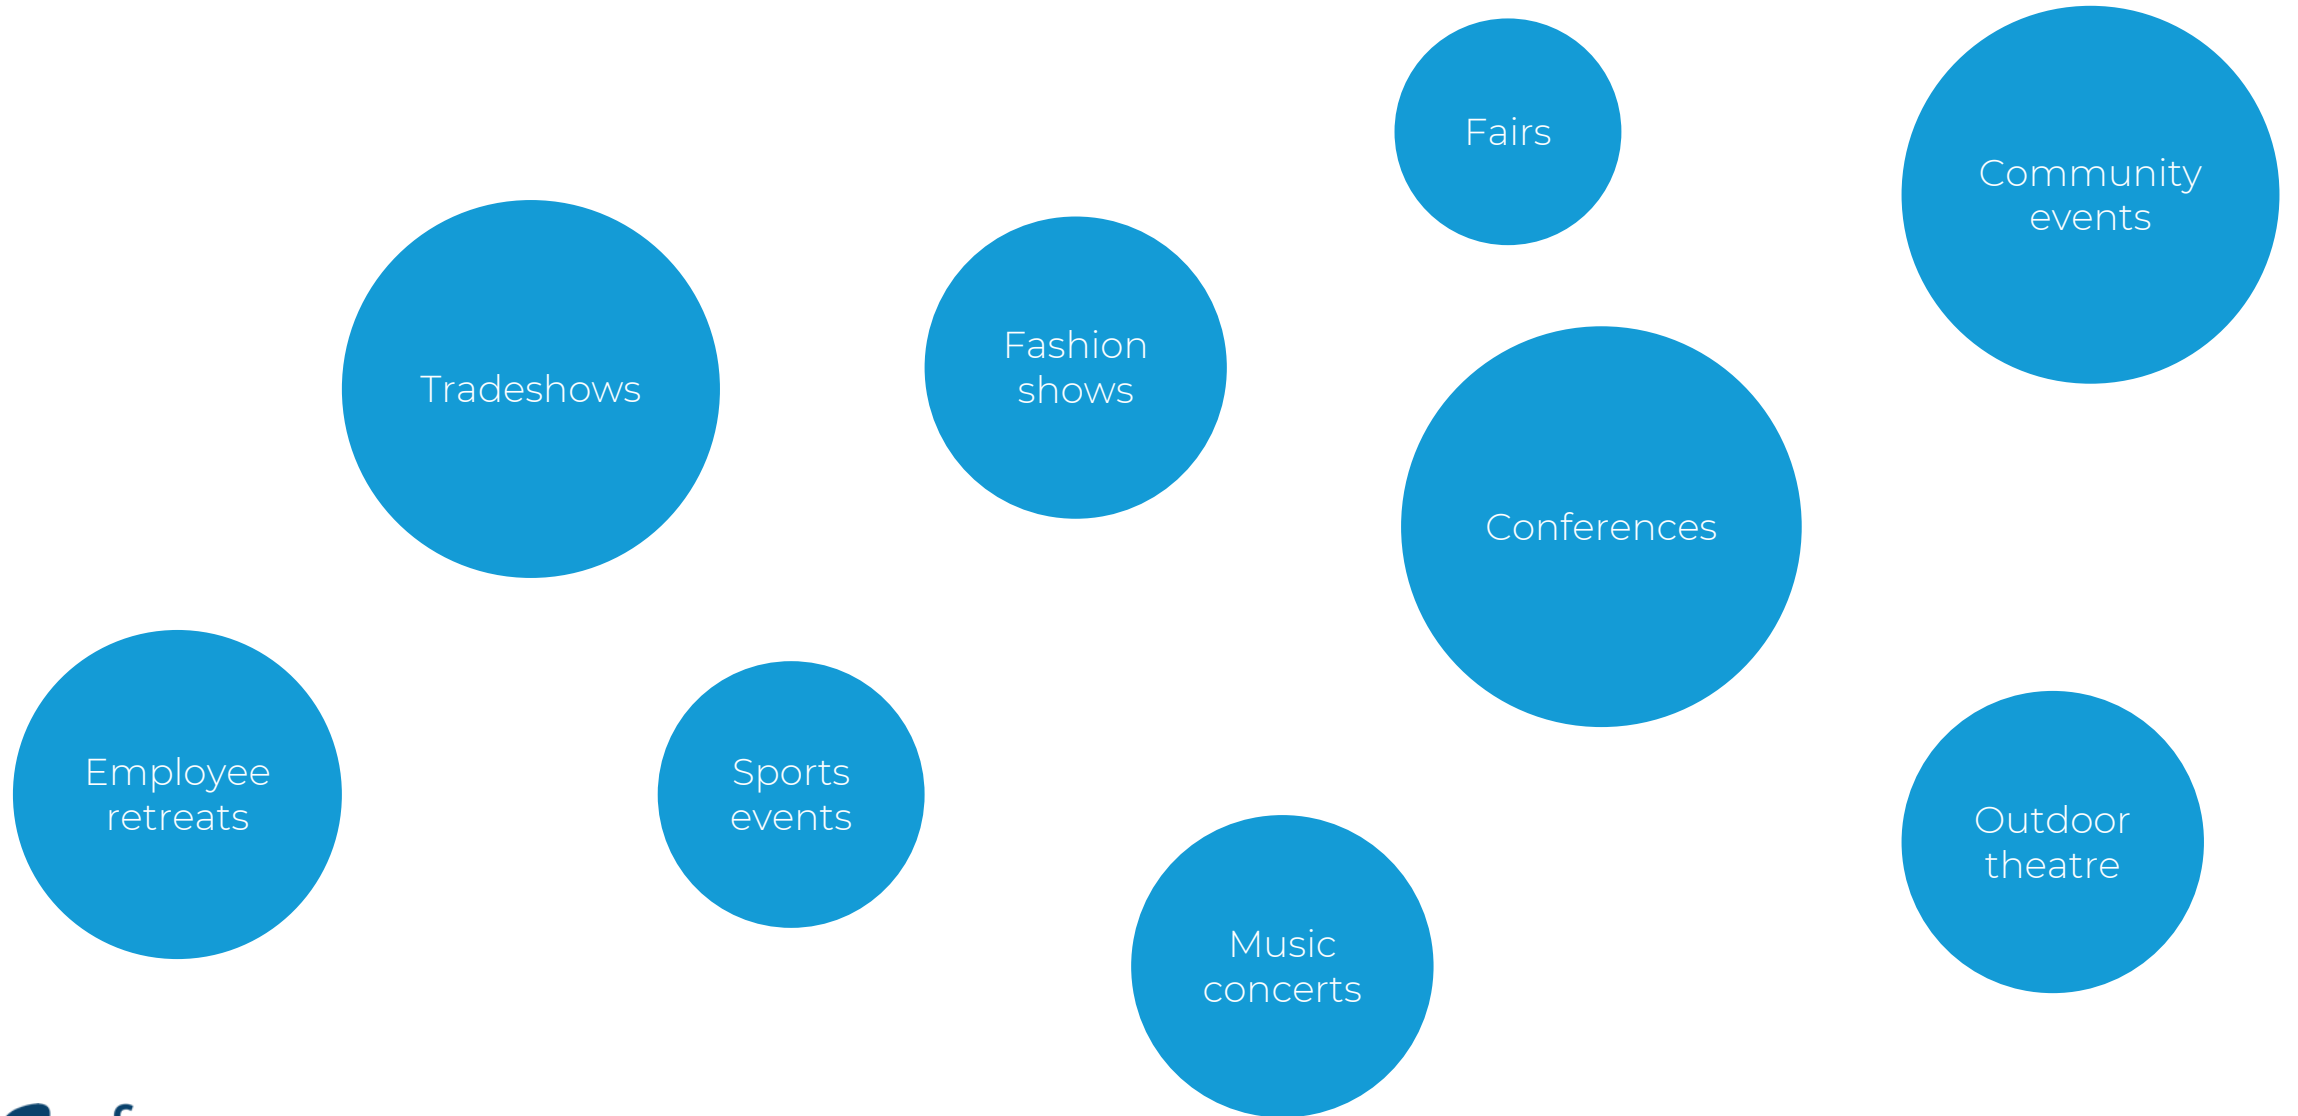 Fairs
Community
events
Fashion
shows
Tradeshows
Conferences
Employee
retreats
Sports
events
Outdoor
theatre
Music
concerts